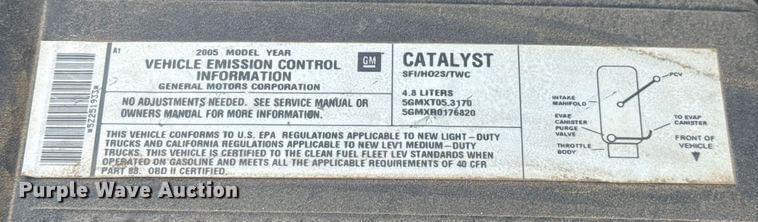 A1
2005 MODEL YEAR
VEHICLE EMISSION CONTROL
INFORMATION
GENERAL MOTORS CORPORATION
GM
NO ADJUSTMENTS NEEDED. SEE SERVICE MANUAL OR
OWNERS MANUAL FOR MORE INFORMATION.
CATALYST
SFI/HO2S/TWC
4.8 LITERS
5GMXT05.3170
5GMXR0176820
THIS VEHICLE CONFORMS TO U.S. EPA REGULATIONS APPLICABLE TO NEW LIGHT-DUTY
TRUCKS AND CALIFORNIA REGULATIONS APPLICABLE TO NEW LEV1 MEDIUM-DUTY
TRUCKS. THIS VEHICLE IS CERTIFIED TO THE CLEAN FUEL FLEET LEV STANDARDS WHEN
OPERATED ON GASOLINE AND MEETS ALL THE APPLICABLE REQUIREMENTS OF 40 CFR
PART 88. OBD II CERTIFIED.
PCV
INTAKE
MANIFOLD
EVAP
CANISTER
PURGE
VALVE
TO EVAP
CANISTER
THROTTLE
BODY
FRONT OF
VEHICLE
Purple Wave Auction